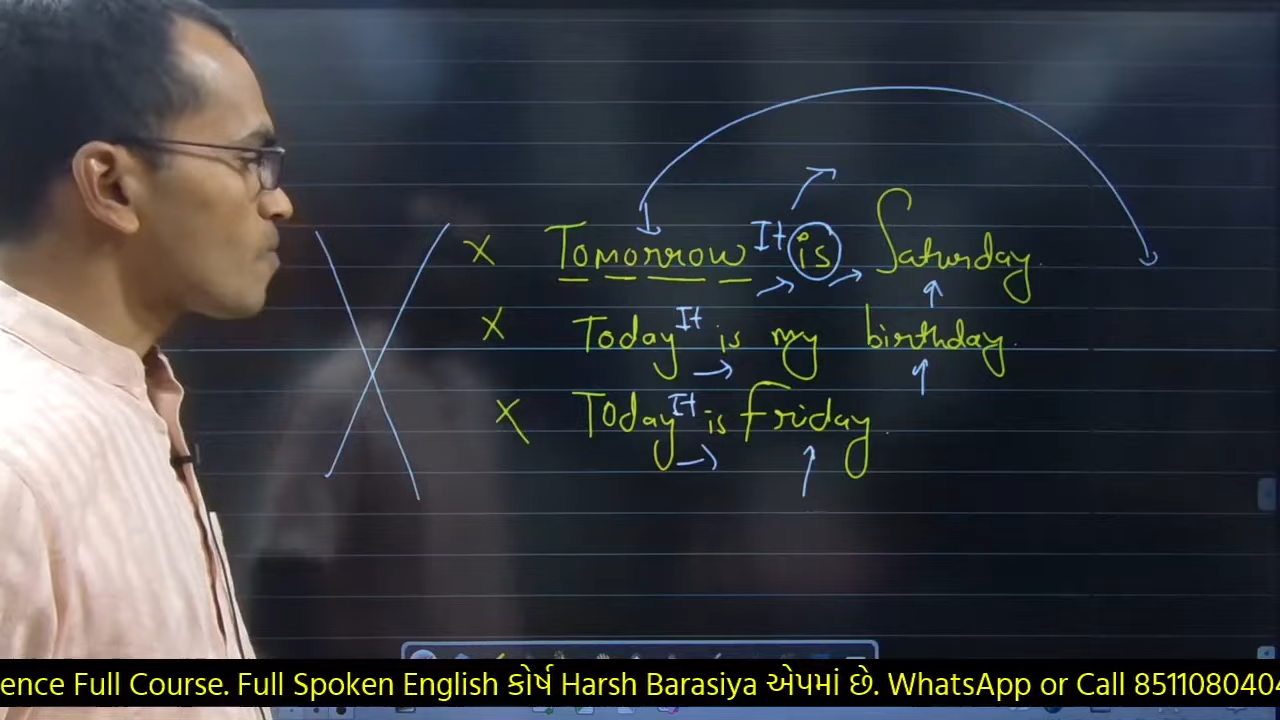 X Tomorrow It is Saturday.
X Today It is my birthday.
X Today It is Friday.
ence Full Course. Full Spoken English કોર્ષ Harsh Barasiya એપમાં છે. WhatsApp or Call 8511080404